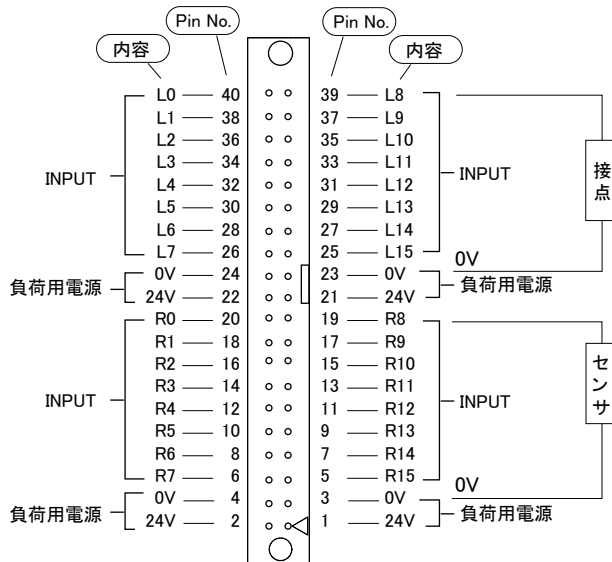 Pin No. Pin No.
内容 内容
L0 40 39 L8
L1 38 37 L9
L2 36 35 L10
L3 34 33 L11
INPUT L4 32 31 L12 INPUT 接点
L5 30 29 L13
L6 28 27 L14
L7 26 25 L15
0V
0V 24 23 0V
負荷用電源 負荷用電源
24V 22 21 24V
R0 20 19 R8
R1 18 17 R9
R2 16 15 R10
R3 14 13 R11
INPUT R4 12 11 R12 INPUT センサ
R5 10 9 R13
R6 8 7 R14
R7 6 5 R15
0V
0V 4 3 0V
負荷用電源 負荷用電源
24V 2 1 24V